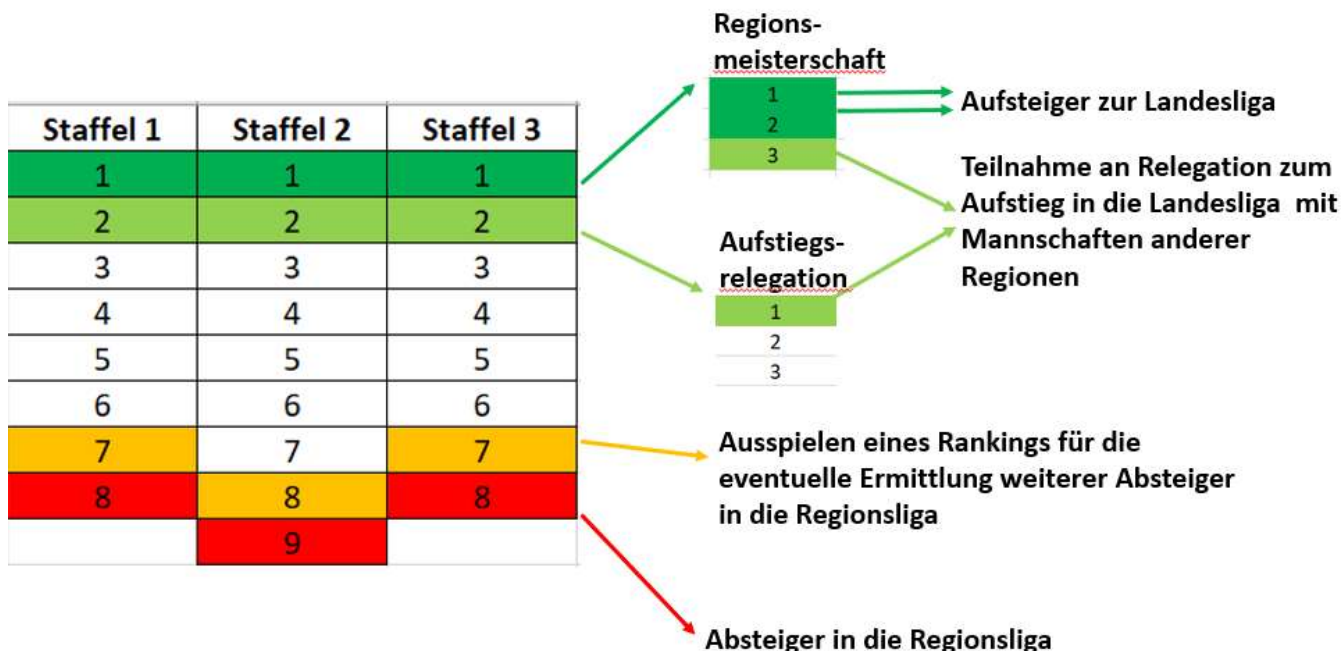 Regions-
meisterschaft
1
2
3
Aufsteiger zur Landesliga
Teilnahme an Relegation zum
Aufstieg in die Landesliga mit
Mannschaften anderer
Regionen
Aufstiegs-
relegation
1
2
3
Staffel 1 Staffel 2 Staffel 3
1 1 1
2 2 2
3 3 3
4 4 4
5 5 5
6 6 6
7 7 7
8 8 8
9
Ausspielen eines Rankings für die
eventuelle Ermittlung weiterer Absteiger
in die Regionsliga
Absteiger in die Regionsliga